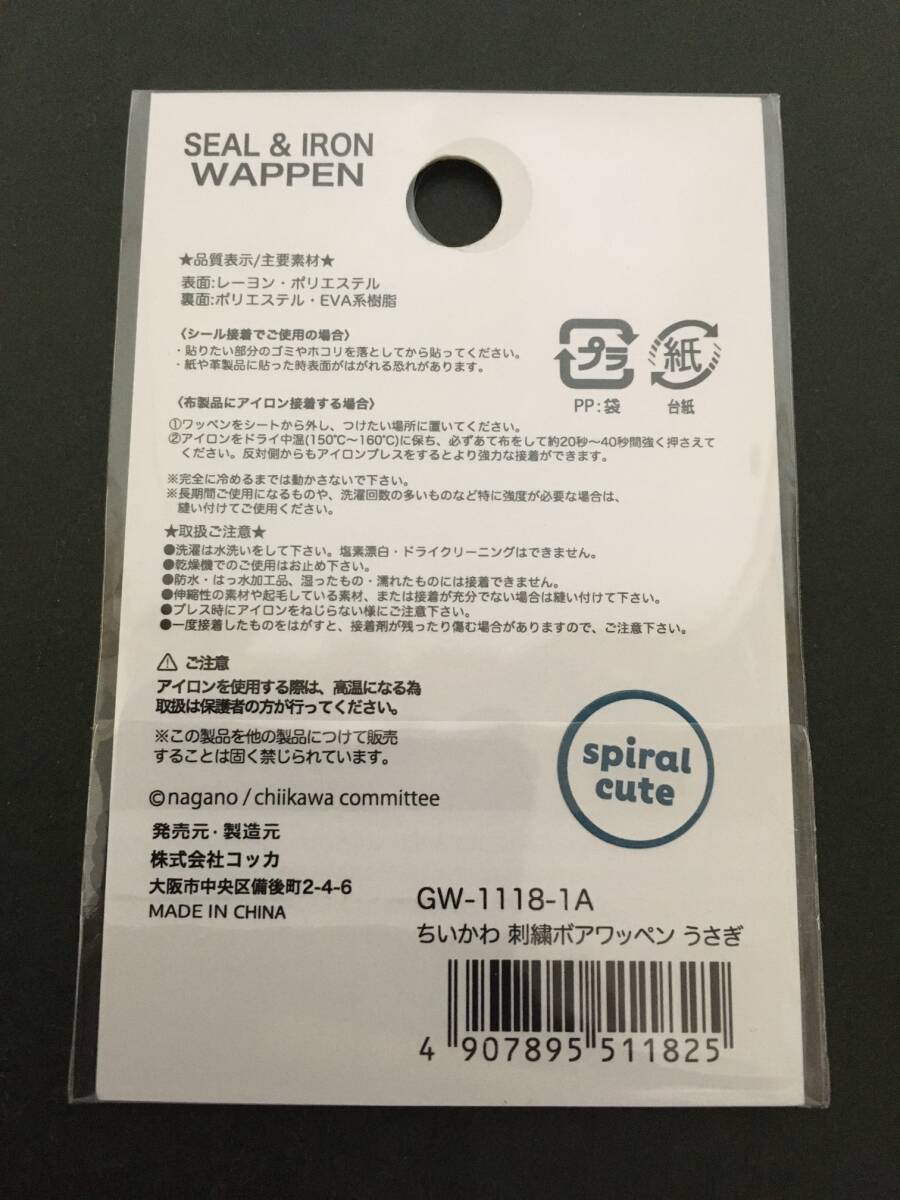 SEAL & IRON
WAPPEN
★品質表示/主要素材★
表面:レーヨン・ポリエステル
裏面:ポリエステル・EVA系樹脂
〈シール接着でご使用の場合〉
・貼りたい部分のゴミやホコリを落としてから貼ってください。
・紙や革製品に貼った時表面がはがれる恐れがあります。
プラ
PP:袋
紙
台紙
〈布製品にアイロン接着する場合〉
①ワッペンをシートから外し、つけたい場所に置いてください。
②アイロンをドライ中温(150℃〜160℃)に保ち、必ずあて布をして約20秒〜40秒間強く押さえて
ください。反対側からもアイロンプレスをするとより強力な接着ができます。
※完全に冷めるまでは動かさないで下さい。
※長期間ご使用になるものや、洗濯回数の多いものなど特に強度が必要な場合は、
縫い付けてご使用ください。
★取扱ご注意★
●洗濯は水洗いをして下さい。塩素漂白・ドライクリーニングはできません。
●乾燥機でのご使用はお止め下さい。
●防水・はっ水加工品、湿ったもの・濡れたものには接着できません。
●伸縮性の素材や起毛している素材、または接着が充分でない場合は縫い付けて下さい。
●プレス時にアイロンをねじらない様にご注意下さい。
●一度接着したものをはがすと、接着剤が残ったり傷む場合がありますので、ご注意下さい。
⚠ ご注意
アイロンを使用する際は、高温になる為
取扱は保護者の方が行ってください。
※この製品を他の製品につけて販売
することは固く禁じられています。
spiral
cute
©nagano / chiikawa committee
発売元・製造元
株式会社コッカ
大阪市中央区備後町2-4-6
MADE IN CHINA
GW-1118-1A
ちいかわ 刺繍ボアワッペン うさぎ
4 907895 511825